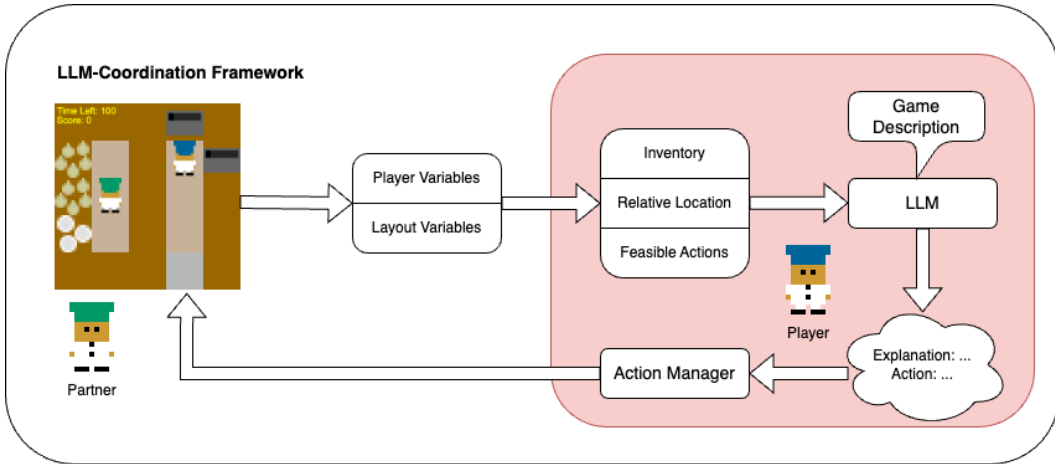 LLM-Coordination Framework
Time Left: 100
Score: 0
Partner
Player Variables
Layout Variables
Inventory
Relative Location
Feasible Actions
Game
Description
LLM
Player
Explanation: ...
Action: ...
Action Manager